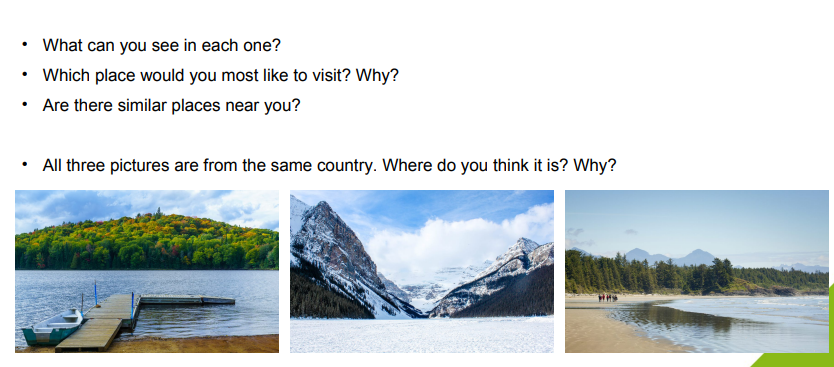 • What can you see in each one?
• Which place would you most like to visit? Why?
• Are there similar places near you?
• All three pictures are from the same country. Where do you think it is? Why?